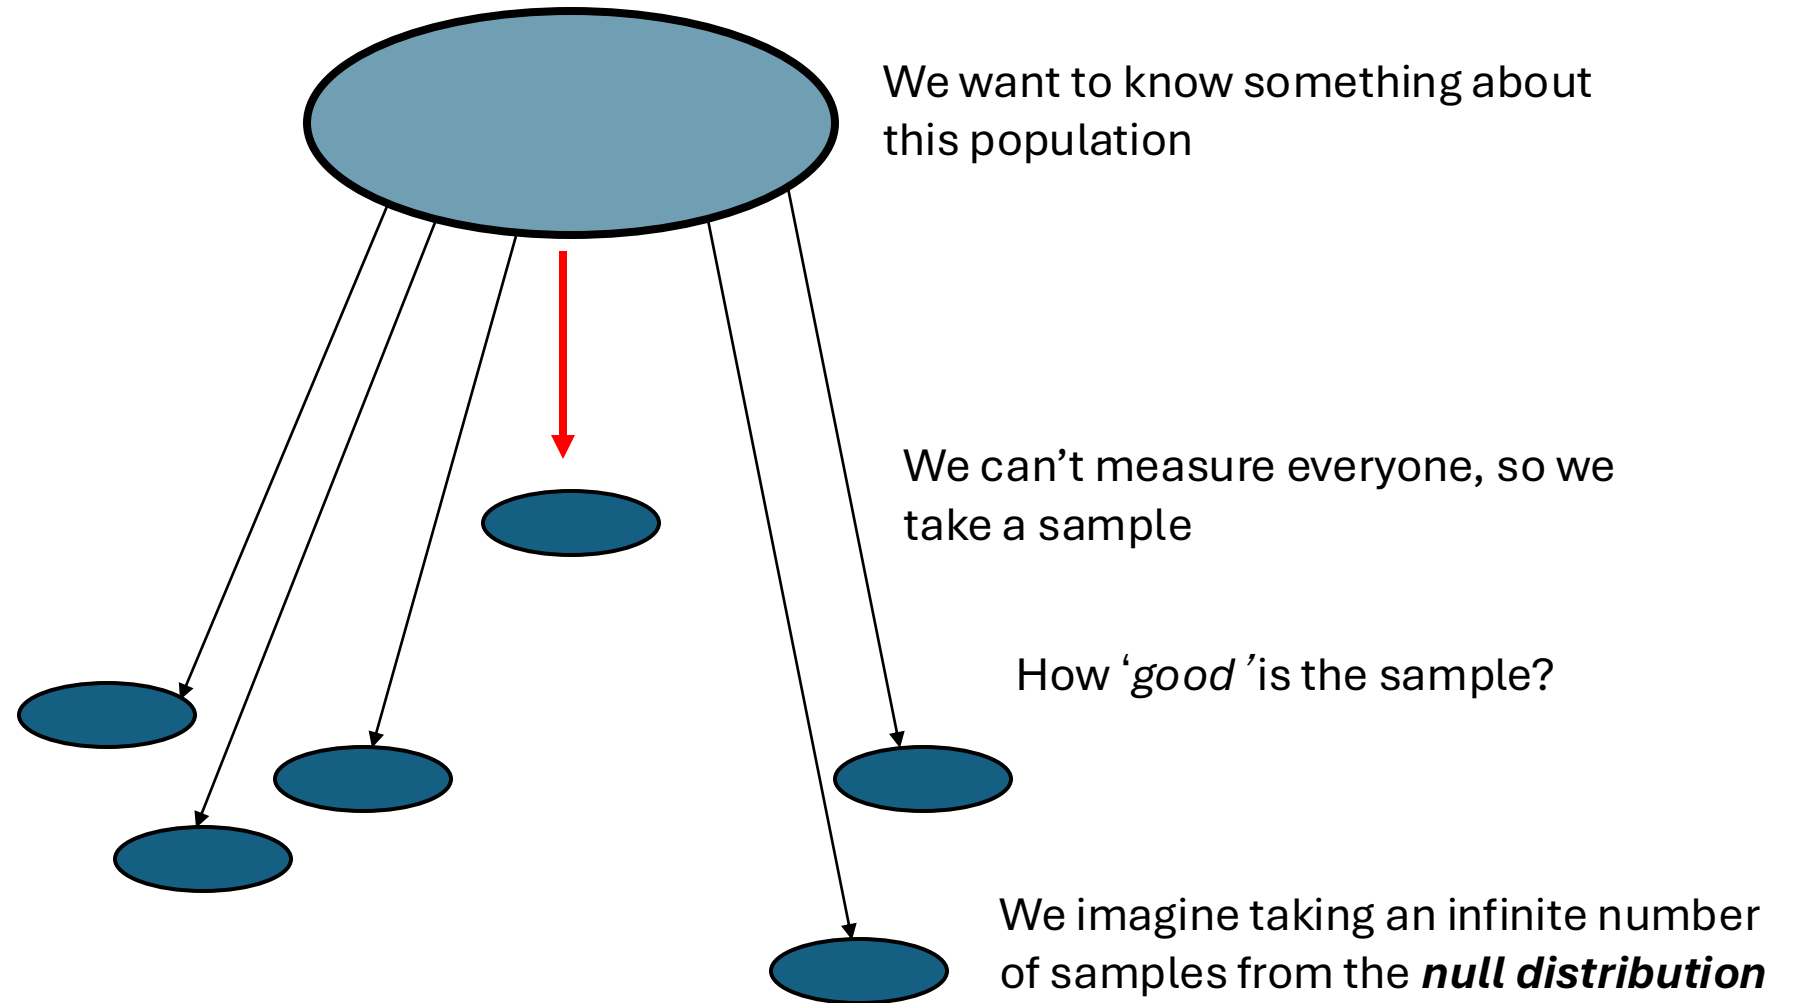 We want to know something about
this population
We can’t measure everyone, so we
take a sample
How ‘good ’is the sample?
We imagine taking an infinite number
of samples from the null distribution